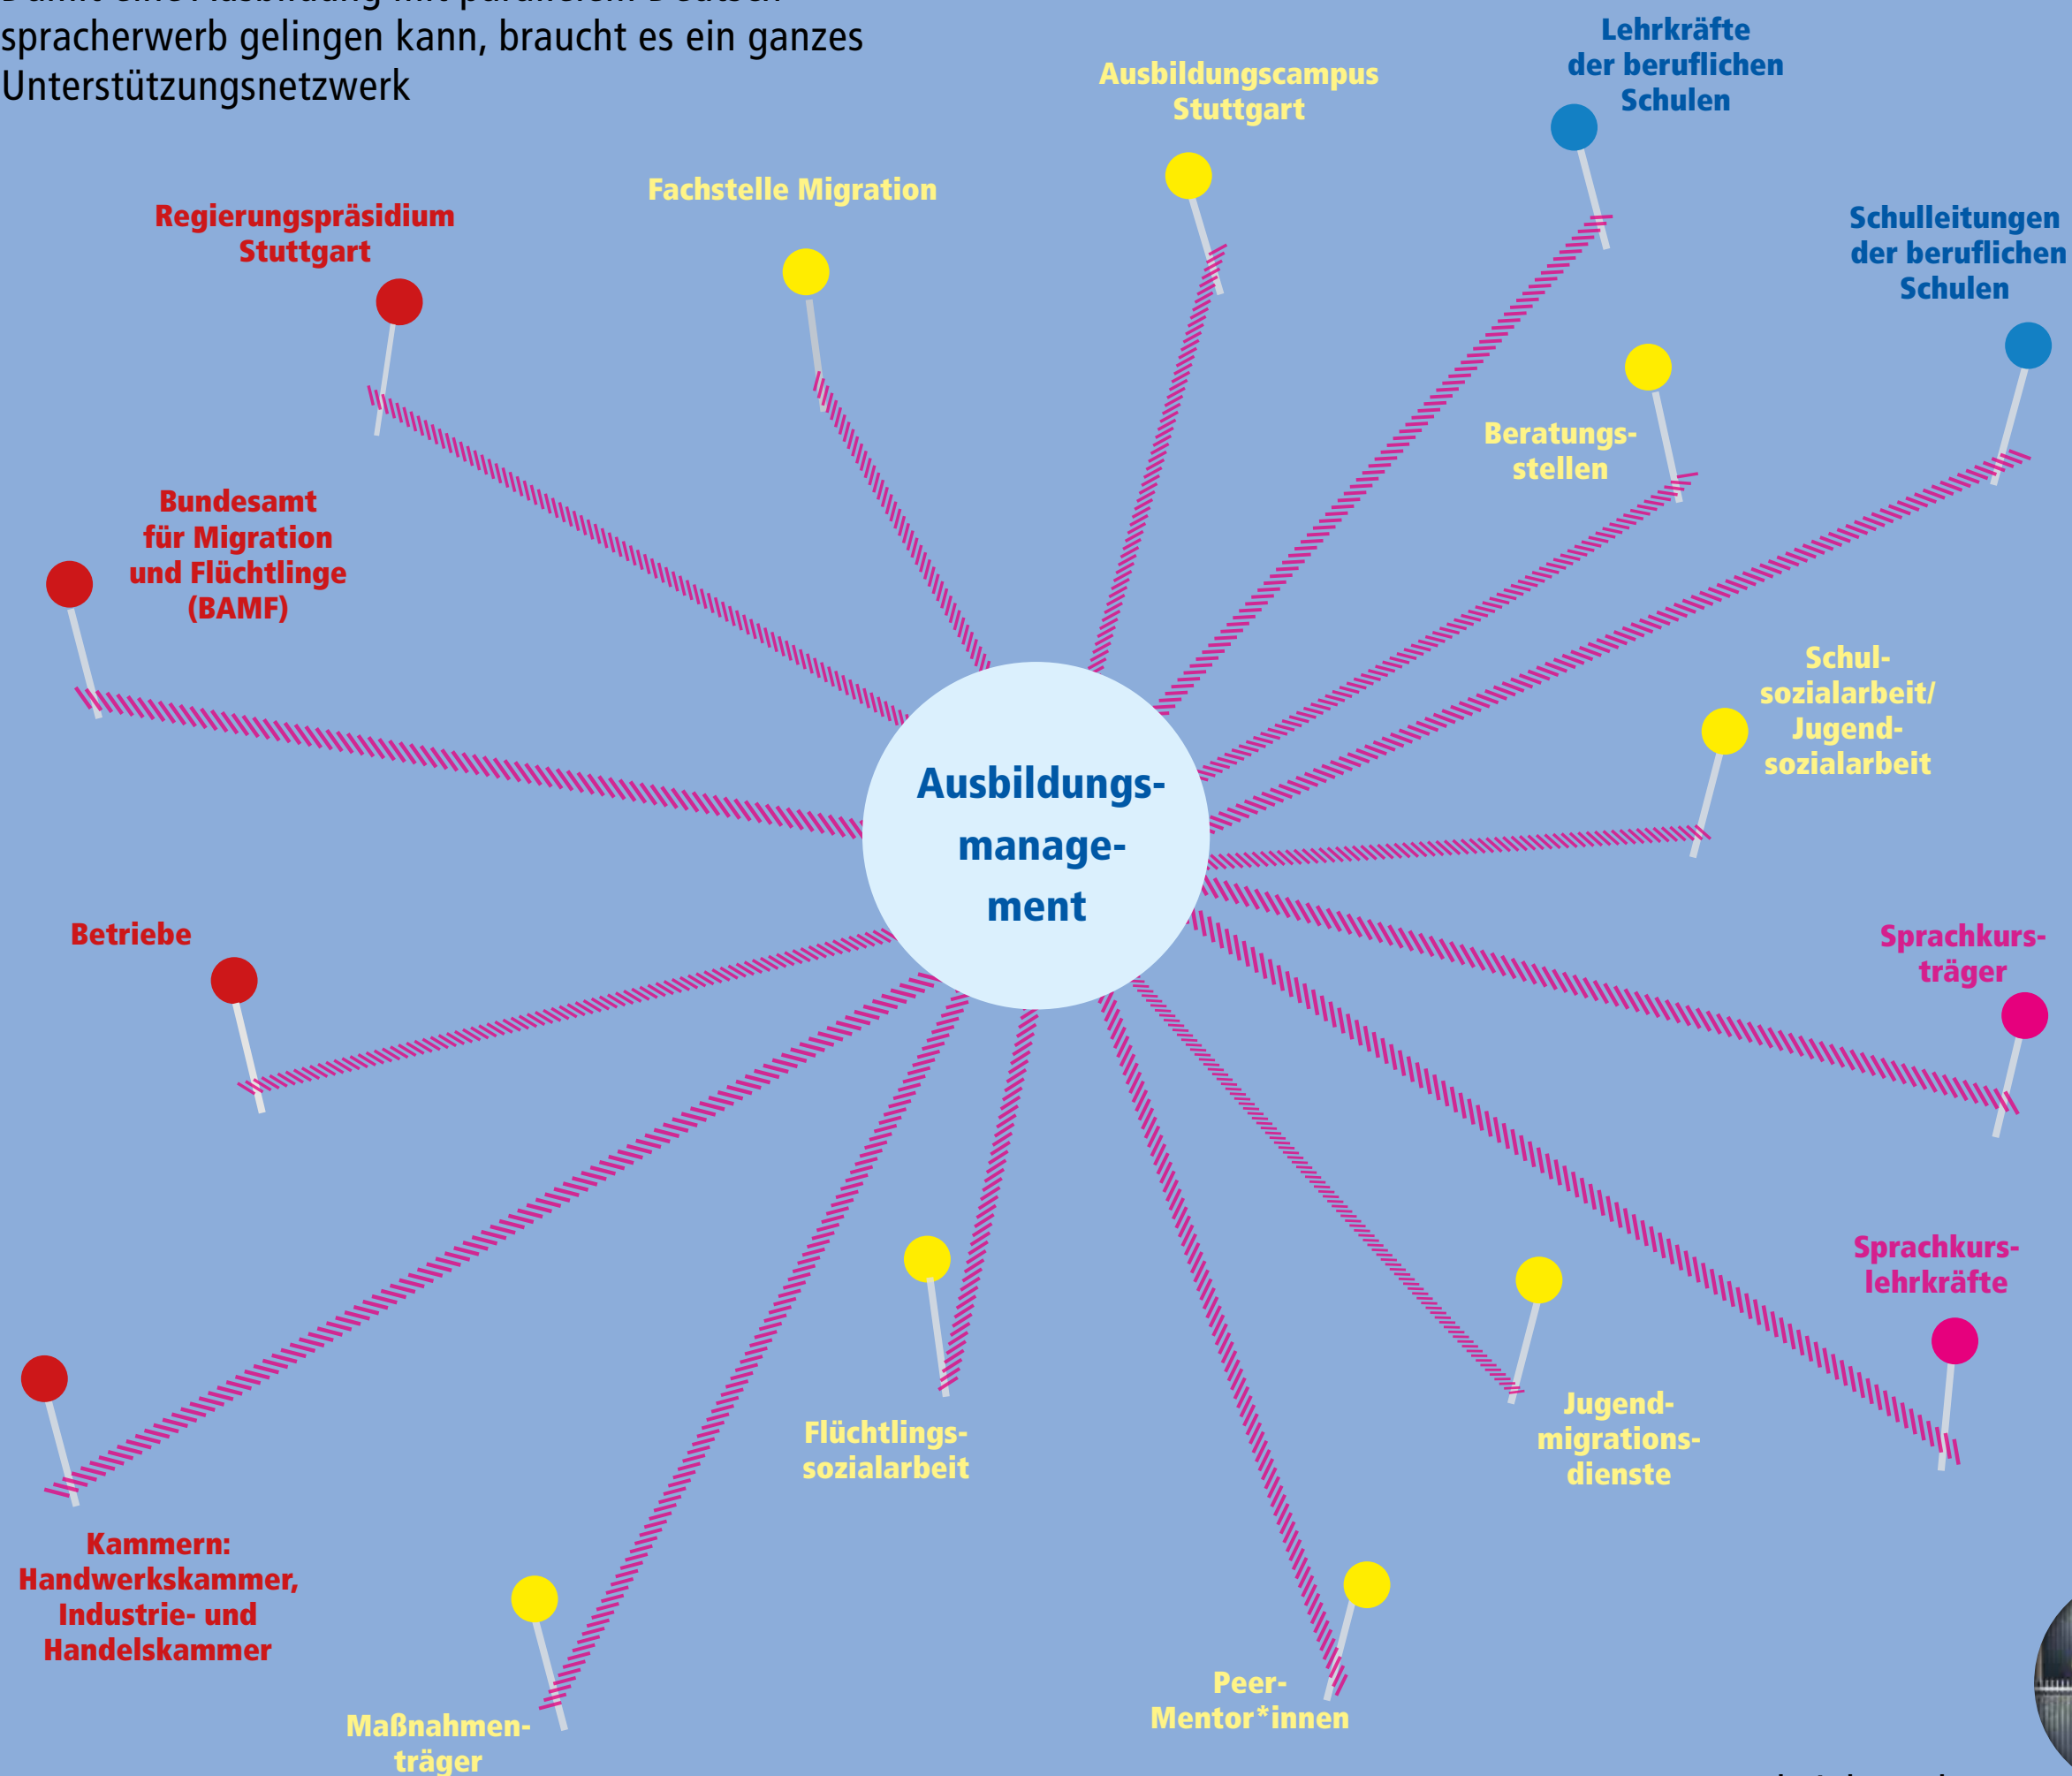 spracherwerb gelingen kann, braucht es ein ganzes
Unterstützungsnetzwerk
Lehrkräfte
der beruflichen
Schulen
Ausbildungscampus
Stuttgart
Fachstelle Migration
Regierungspräsidium
Stuttgart
Schulleitungen
der beruflichen
Schulen
Beratungs-
stellen
Bundesamt
für Migration
und Flüchtlinge
(BAMF)
Schul-
sozialarbeit/
Jugend-
sozialarbeit
Ausbildungs-
manage-
ment
Betriebe
Sprachkurs-
träger
Sprachkurs-
lehrkräfte
Flüchtlings-
sozialarbeit
Jugend-
migrations-
dienste
Kammern:
Handwerkskammer,
Industrie- und
Handelskammer
Peer-
Mentor*innen
Maßnahmen-
träger